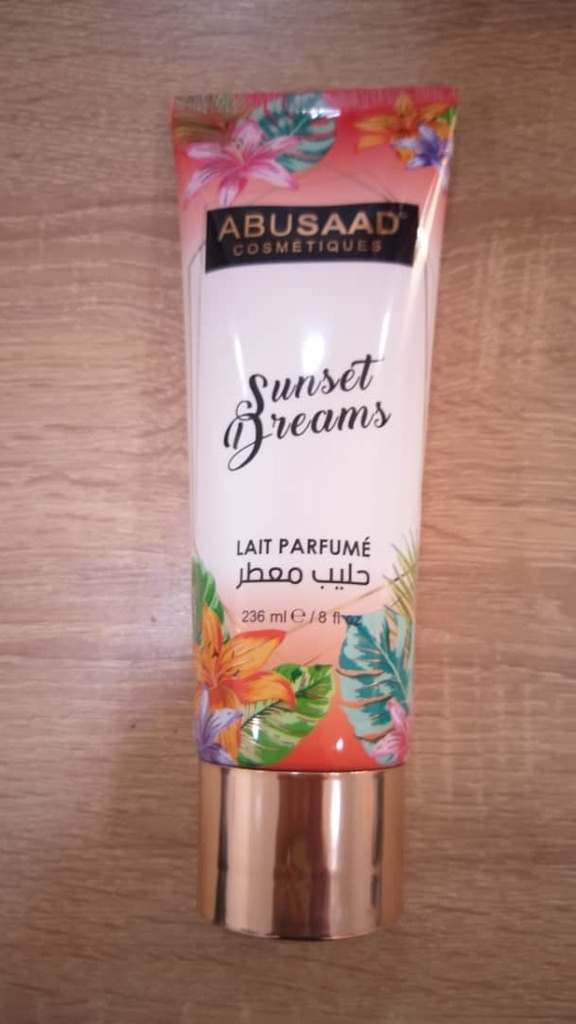 ABUSAAD
COSMÉTIQUES
Sunset
Dreams
LAIT PARFUMÉ
حليب معطر
236 ml ℮ / 8 fl oz